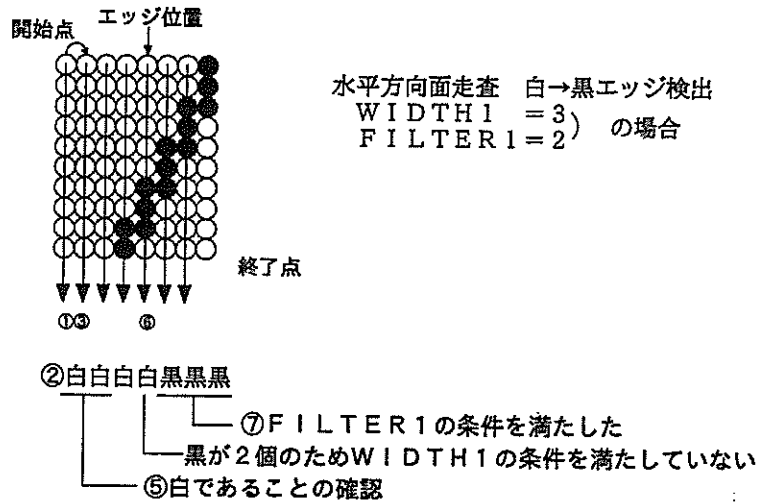 エッジ位置
開始点
水平方向面走査 白→黒エッジ検出
WIDTH1 =3
FILTER1=2) の場合
終了点
①③ ⑥
②白白白白黒黒黒
⑦FILTER1の条件を満たした
黒が2個のためWIDTH1の条件を満たしていない
⑤白であることの確認